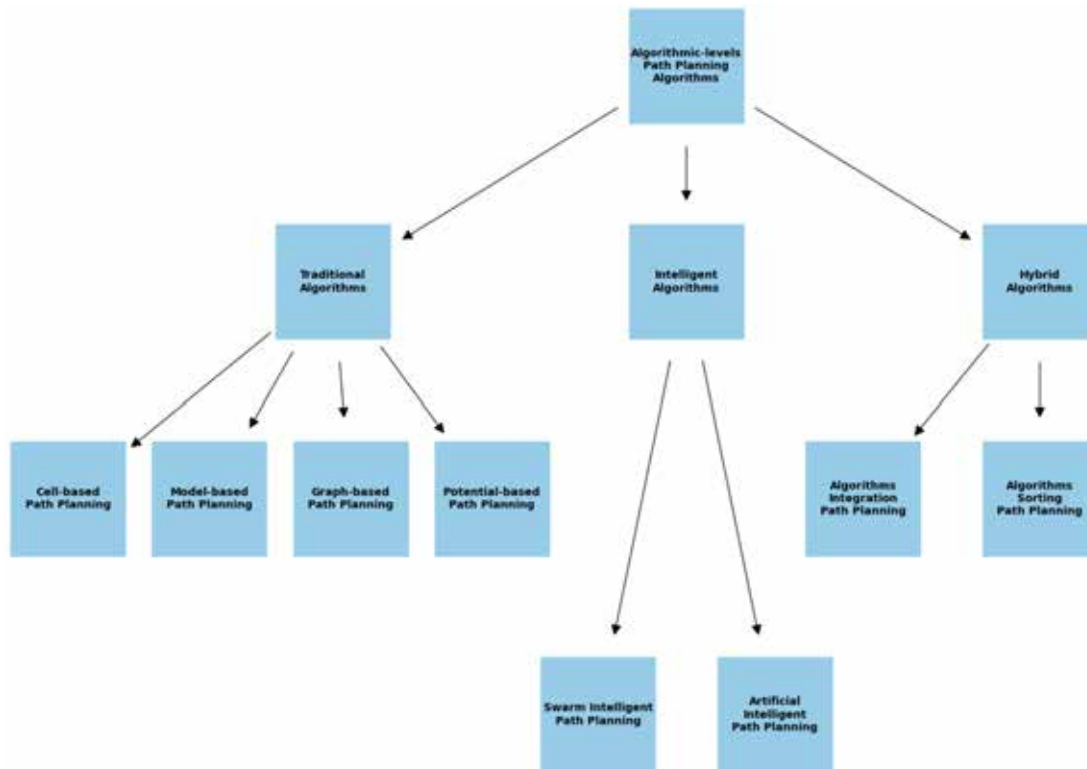 Algorithmic-levels
Path Planning
Algorithms
Traditional
Algorithms
Intelligent
Algorithms
Hybrid
Algorithms
Cell-based
Path Planning
Model-based
Path Planning
Graph-based
Path Planning
Potential-based
Path Planning
Algorithms
Integration
Path Planning
Algorithms
Sorting
Path Planning
Swarm Intelligent
Path Planning
Artificial
Intelligent
Path Planning